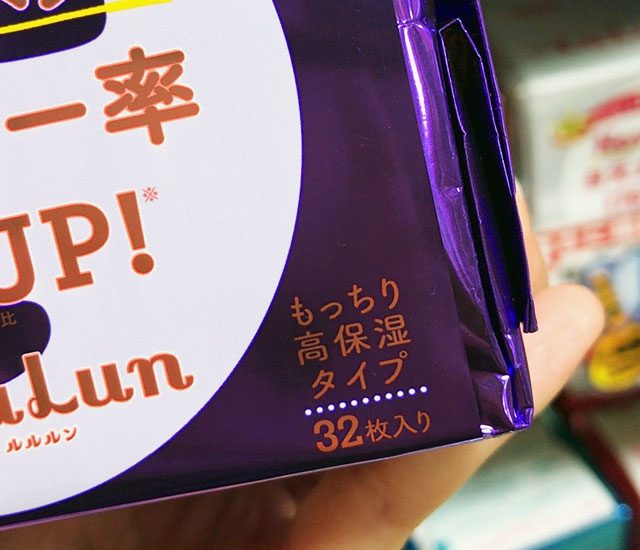 ー率
UP!※
比
uLun
ルルルン
もっちり
高保湿
タイプ
32枚入り